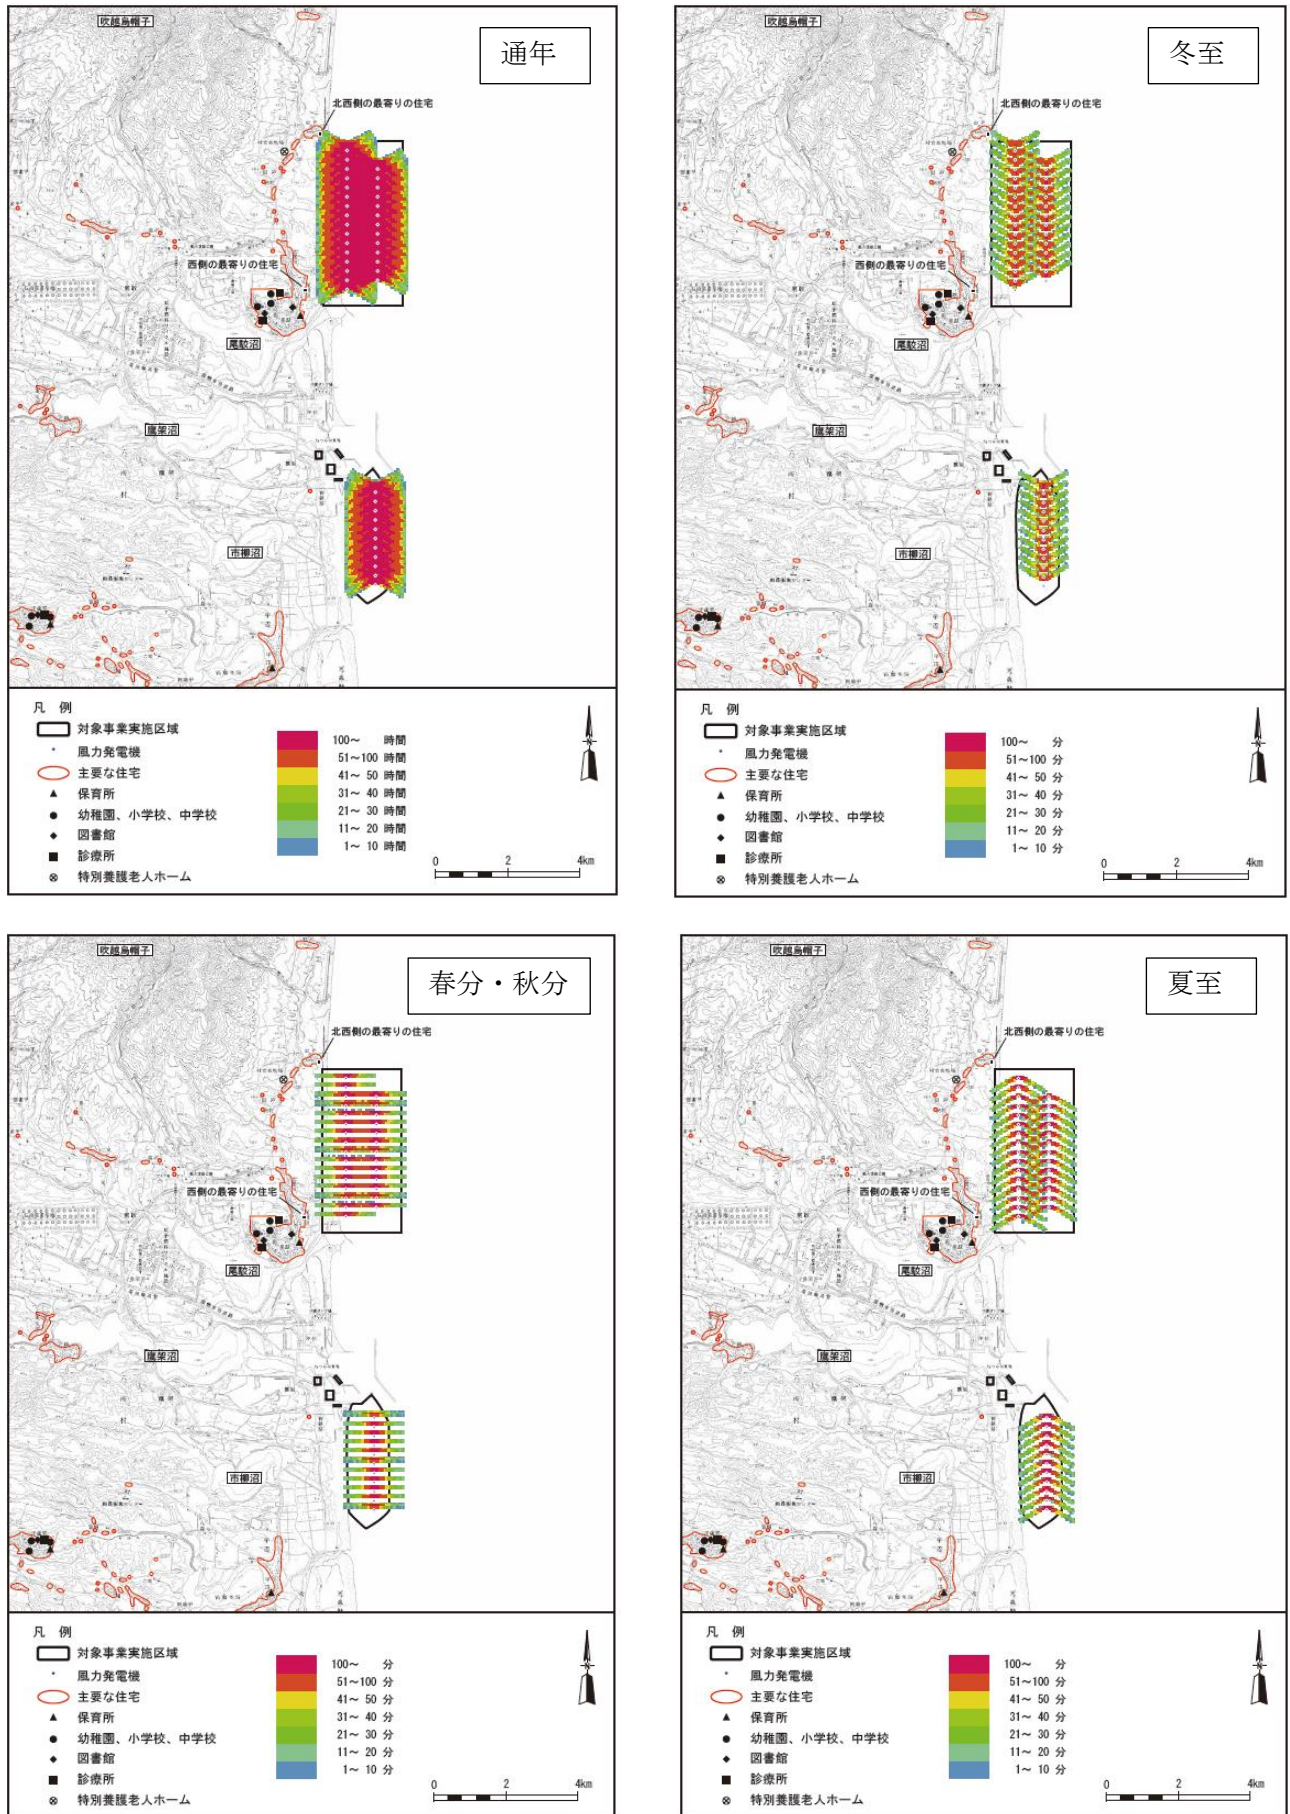 吹越烏帽子
通年
北西側の最寄りの住宅
西側の最寄りの住宅
尾駮沼
鷹架沼
市柳沼
凡 例
対象事業実施区域
風力発電機
主要な住宅
保育所
幼稚園、小学校、中学校
図書館
診療所
特別養護老人ホーム
100～ 時間
51～100 時間
41～ 50 時間
31～ 40 時間
21～ 30 時間
11～ 20 時間
1～ 10 時間
0 2 4km
吹越烏帽子
冬至
北西側の最寄りの住宅
西側の最寄りの住宅
尾駮沼
鷹架沼
市柳沼
凡 例
対象事業実施区域
風力発電機
主要な住宅
保育所
幼稚園、小学校、中学校
図書館
診療所
特別養護老人ホーム
100～ 分
51～100 分
41～ 50 分
31～ 40 分
21～ 30 分
11～ 20 分
1～ 10 分
0 2 4km
吹越烏帽子
春分・秋分
北西側の最寄りの住宅
西側の最寄りの住宅
尾駮沼
鷹架沼
市柳沼
凡 例
対象事業実施区域
風力発電機
主要な住宅
保育所
幼稚園、小学校、中学校
図書館
診療所
特別養護老人ホーム
100～ 分
51～100 分
41～ 50 分
31～ 40 分
21～ 30 分
11～ 20 分
1～ 10 分
0 2 4km
吹越烏帽子
夏至
北西側の最寄りの住宅
西側の最寄りの住宅
尾駮沼
鷹架沼
市柳沼
凡 例
対象事業実施区域
風力発電機
主要な住宅
保育所
幼稚園、小学校、中学校
図書館
診療所
特別養護老人ホーム
100～ 分
51～100 分
41～ 50 分
31～ 40 分
21～ 30 分
11～ 20 分
1～ 10 分
0 2 4km